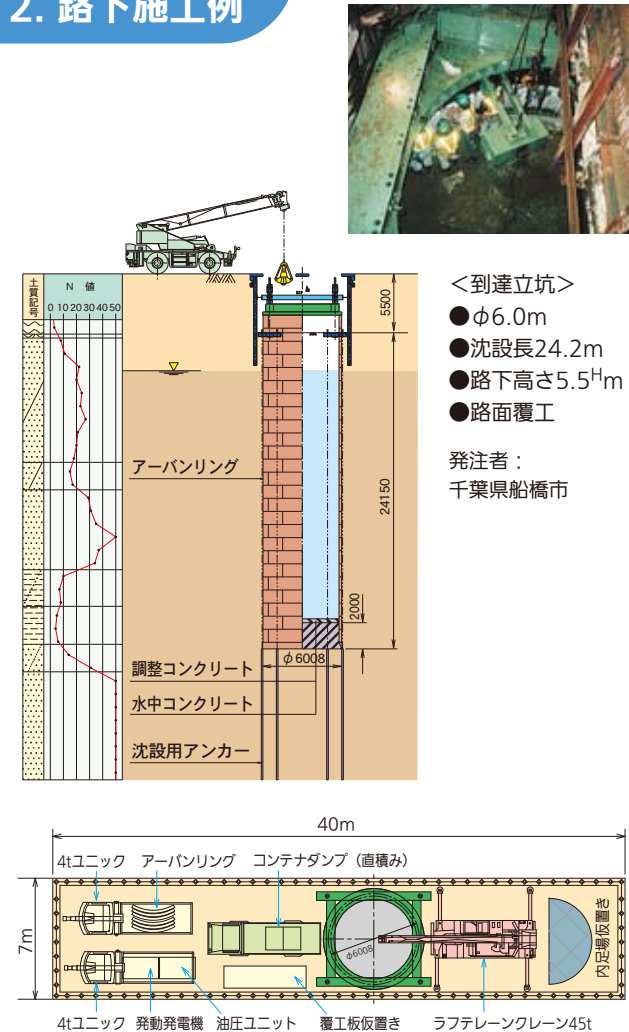 2. 路下施工例
<到達立坑>
●φ6.0m
●沈設長24.2m
●路下高さ5.5Hm
●路面覆工
発注者：
千葉県船橋市
土質記号
N 値
0 10 20 30 40 50
5500
アーバンリング
24150
2000
φ6008
調整コンクリート
水中コンクリート
沈設用アンカー
40m
4tユニック アーバンリング コンテナダンプ（直積み）
7m
φ6008
内足場仮置き
4tユニック 発動発電機 油圧ユニット 覆工板仮置き ラフテレーンクレーン45t